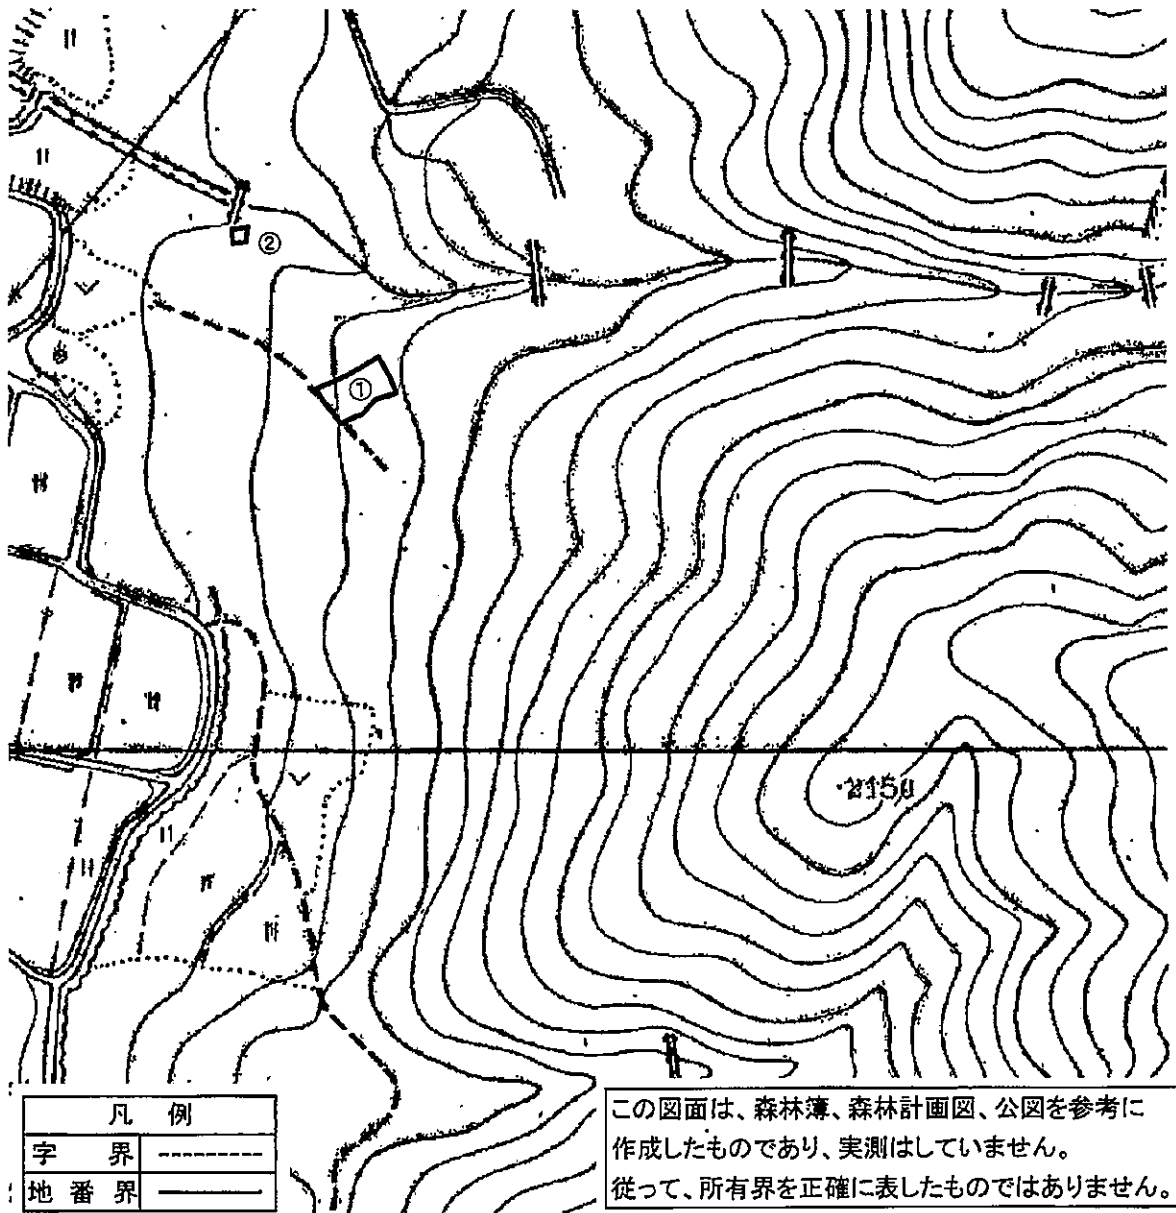 ②
①
凡 例
字 界
地 番 界
この図面は、森林簿、森林計画図、公図を参考に
作成したものであり、実測はしていません。
従って、所有界を正確に表したものではありません。